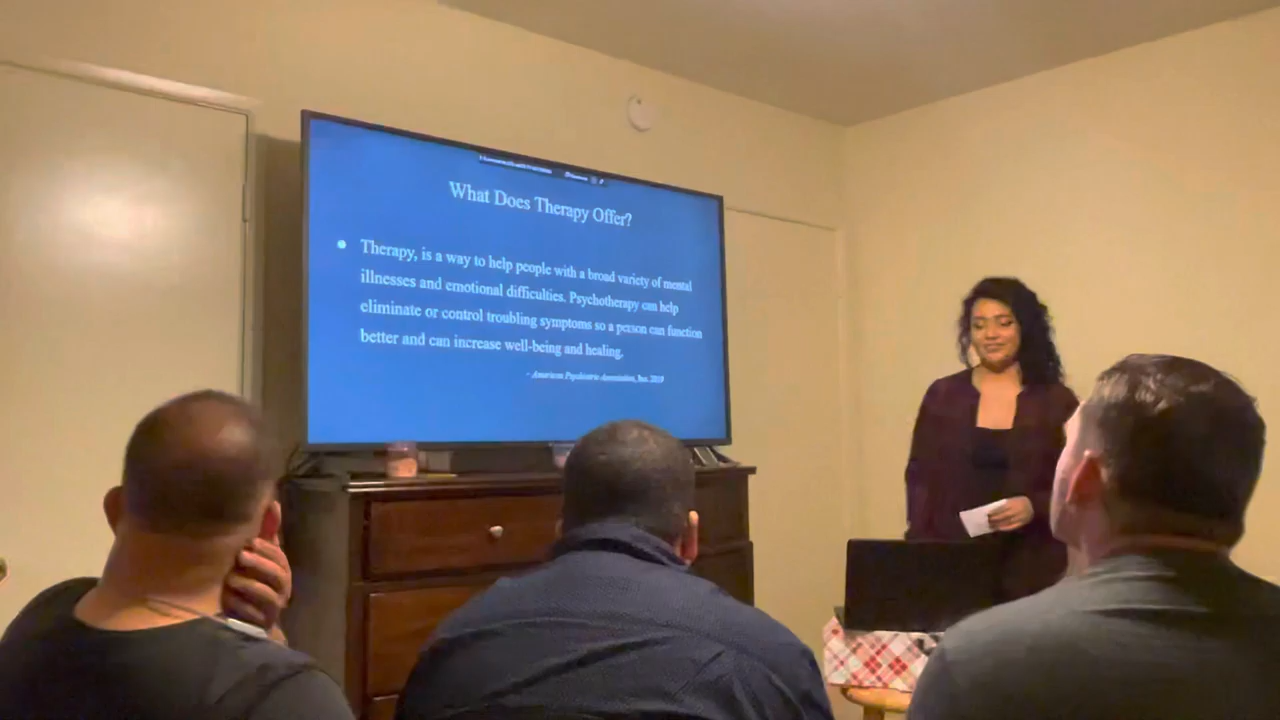 What Does Therapy Offer?
• Therapy, is a way to help people with a broad variety of mental
illnesses and emotional difficulties. Psychotherapy can help
eliminate or control troubling symptoms so a person can function
better and can increase well-being and healing.
- American Psychiatric Association, Inc. 2019